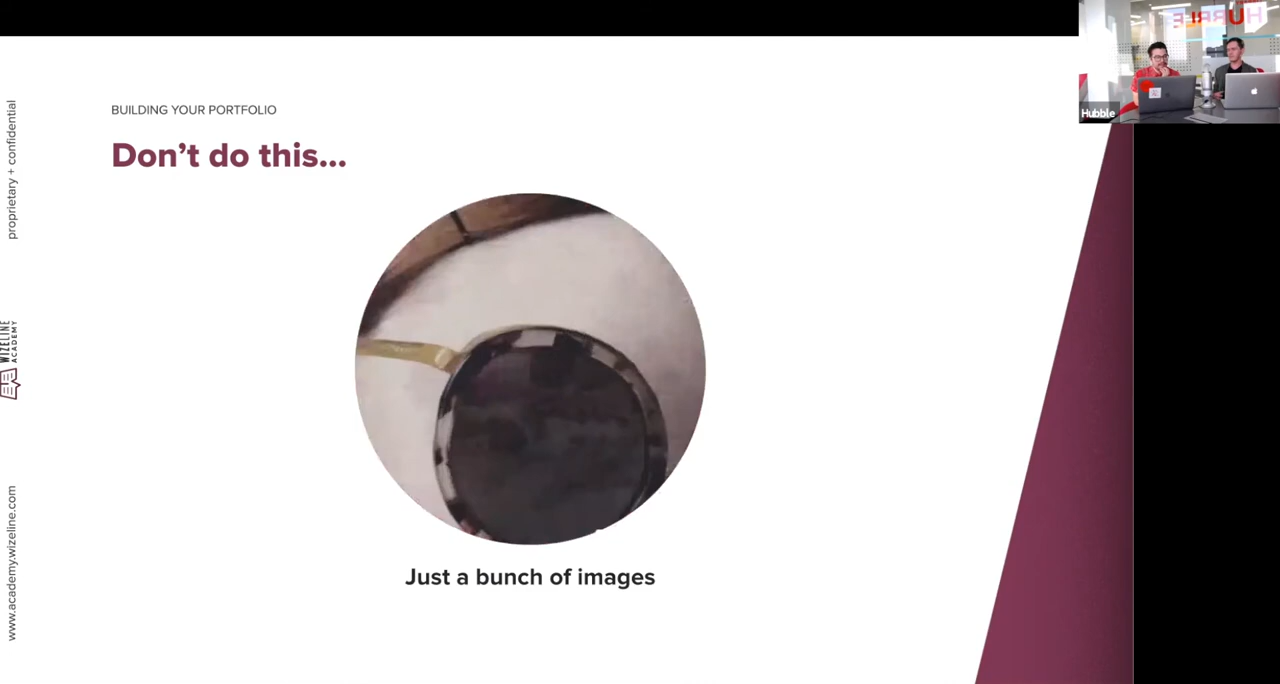 BUILDING YOUR PORTFOLIO
Don’t do this...
Just a bunch of images
proprietary + confidential
WIZELINE
ACADEMY
www.academy.wizeline.com
HUBBLE
Hubble